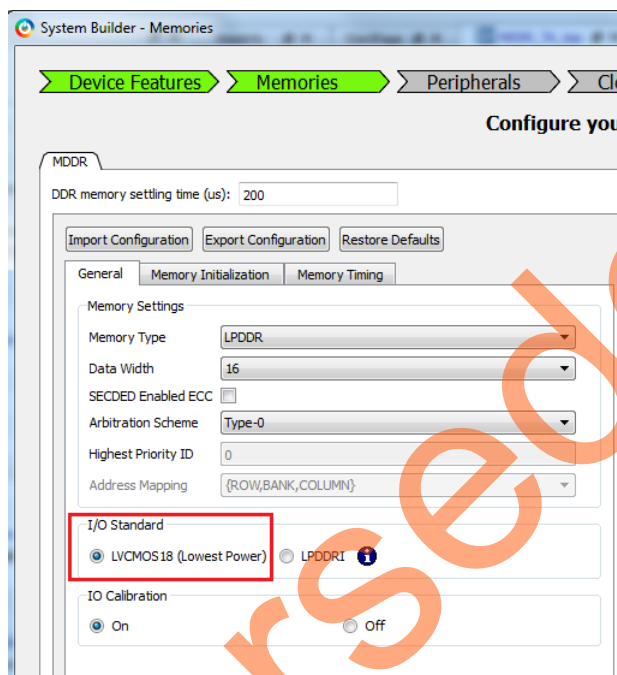 System Builder - Memories
Device Features Memories Peripherals Cl
Configure you
MDDR
DDR memory settling time (us): 200
Import Configuration Export Configuration Restore Defaults
General Memory Initialization Memory Timing
Memory Settings
Memory Type LPDDR
Data Width 16
SECDED Enabled ECC
Arbitration Scheme Type-0
Highest Priority ID 0
Address Mapping {ROW,BANK,COLUMN}
I/O Standard
LVCMOS18 (Lowest Power) LPDDRI
IO Calibration
On Off
rsed